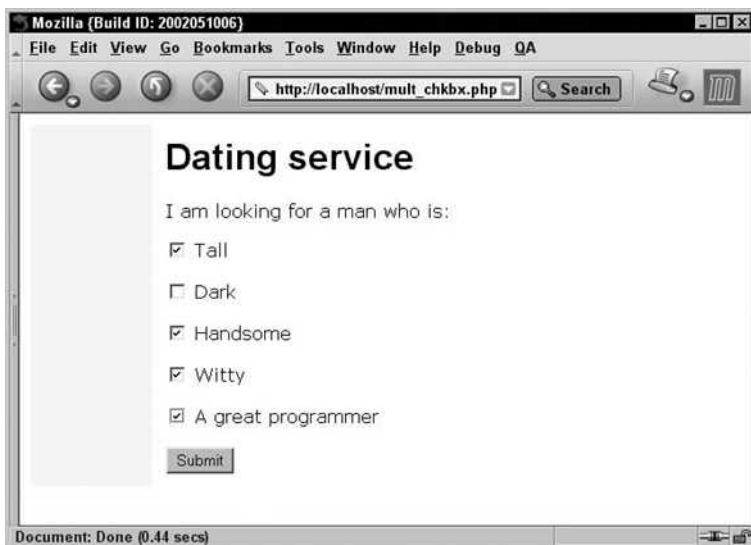 Mozilla {Build ID: 2002051006}
File Edit View Go Bookmarks Tools Window Help Debug QA
http://localhost/mult_chkbx.php Search
Dating service
I am looking for a man who is:
Tall
Dark
Handsome
Witty
A great programmer
Submit
Document: Done (0.44 secs)